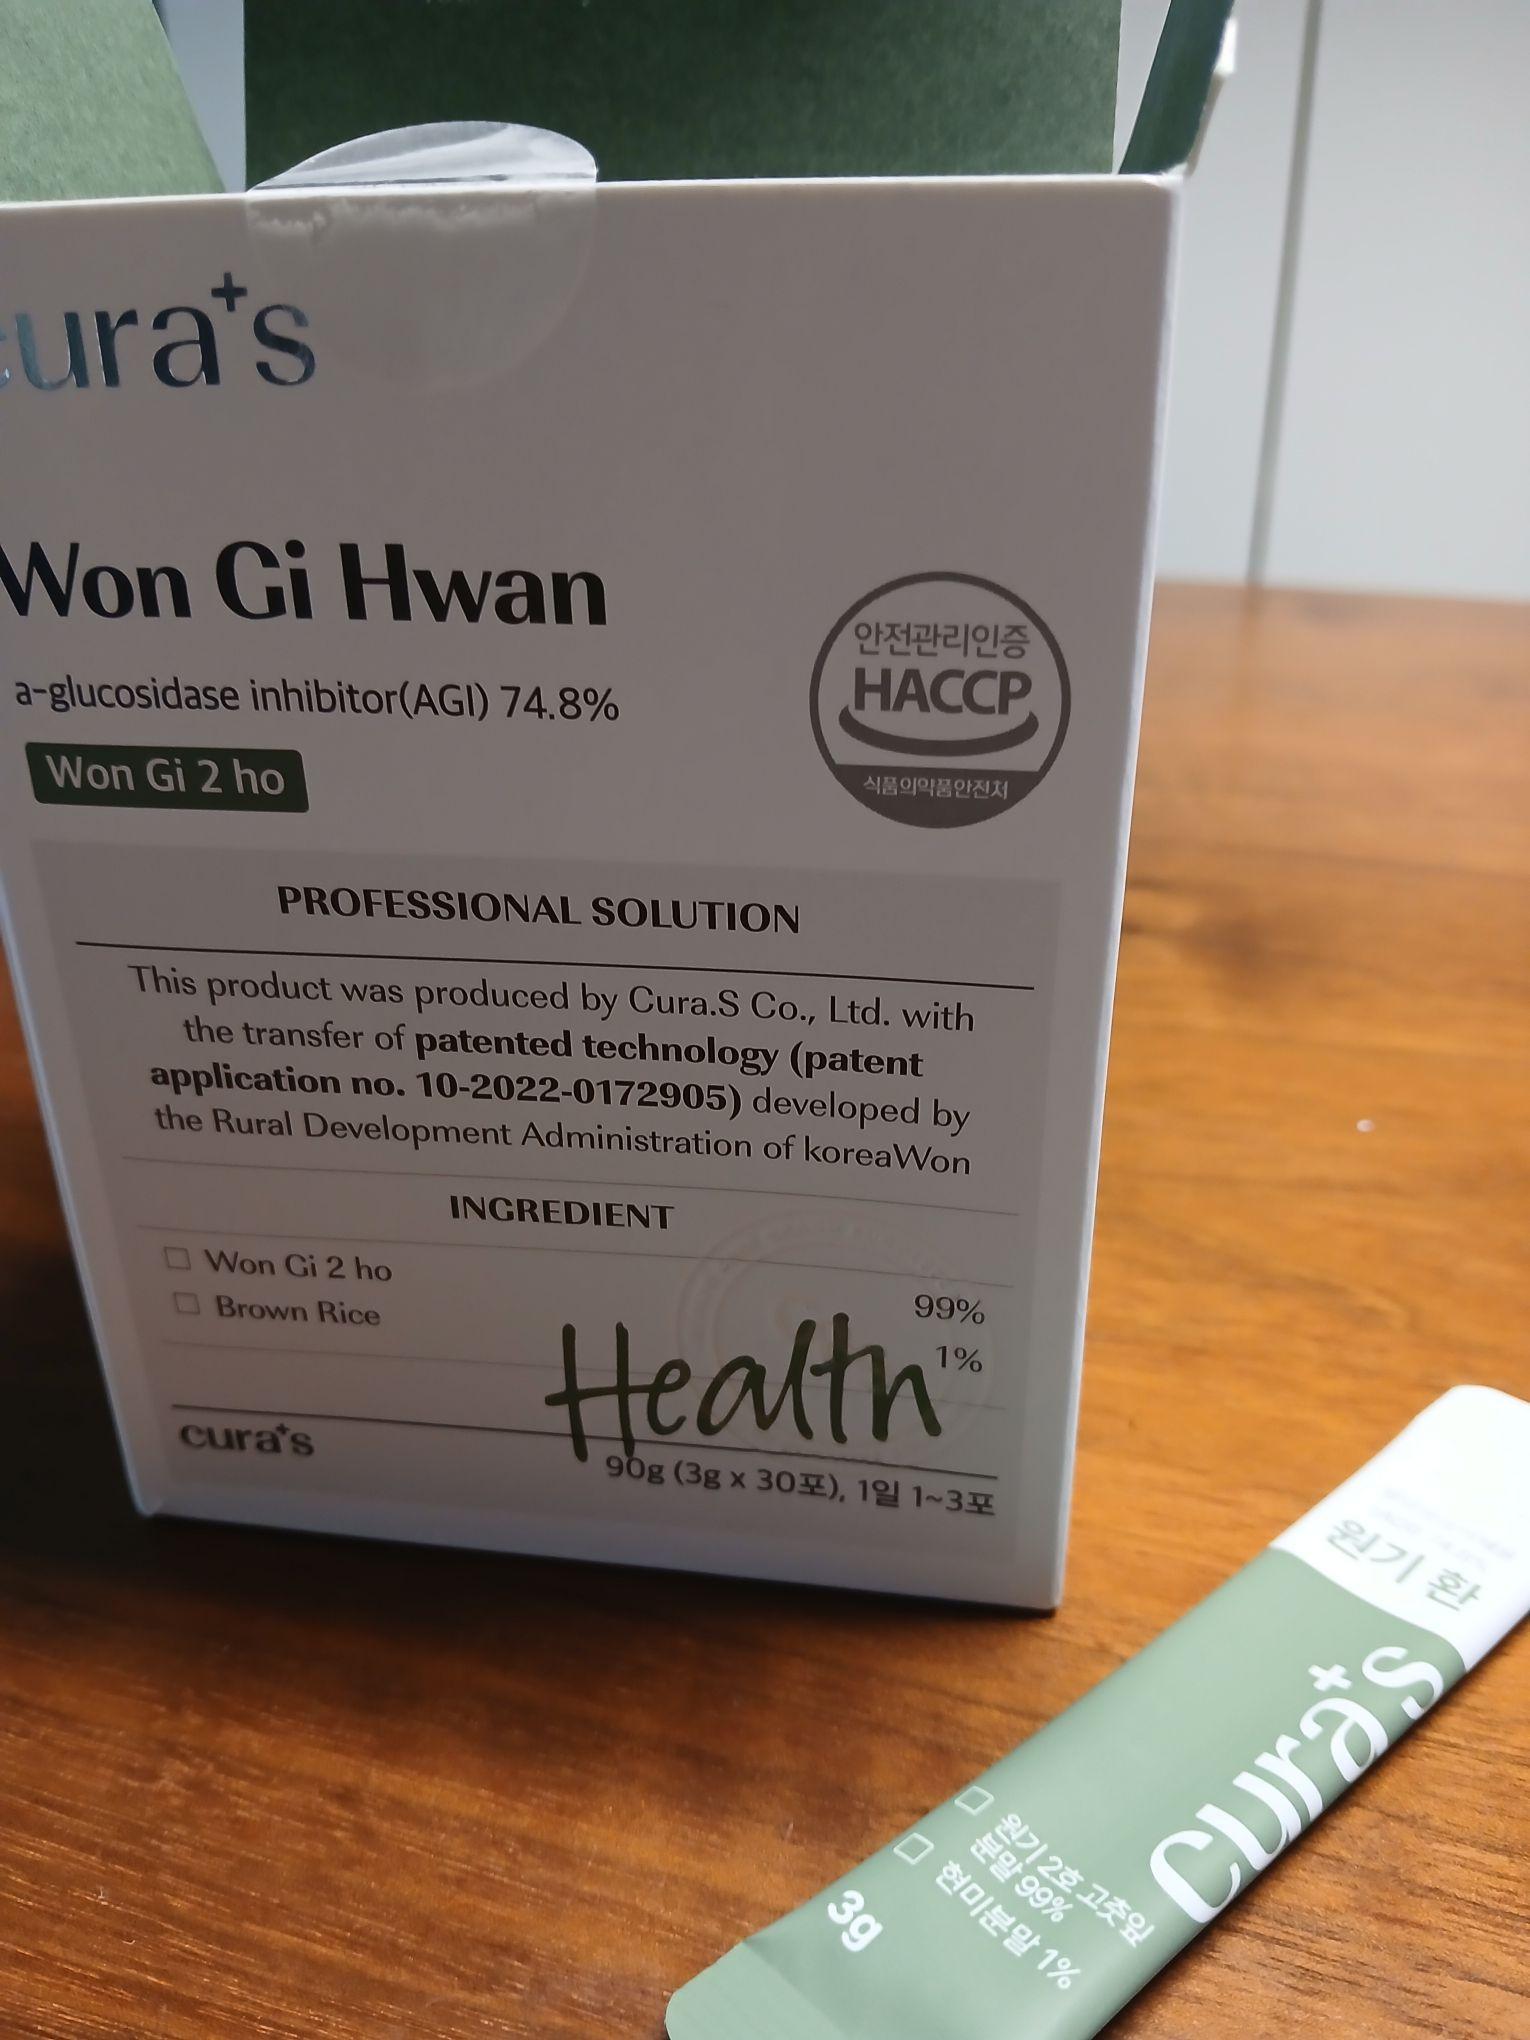 cura+s
Won Gi Hwan
a-glucosidase inhibitor(AGI) 74.8%
Won Gi 2 ho
안전관리인증
HACCP
식품의약품안전처
PROFESSIONAL SOLUTION
This product was produced by Cura.S Co., Ltd. with
the transfer of patented technology (patent
application no. 10-2022-0172905) developed by
the Rural Development Administration of koreaWon
INGREDIENT
□ Won Gi 2 ho 99%
□ Brown Rice 1%
Health
cura+s
90g (3g x 30포), 1일 1~3포
원기 환
cura+s
□ 원기 2호 고춧잎
분말 99%
□ 현미분말 1%
3g